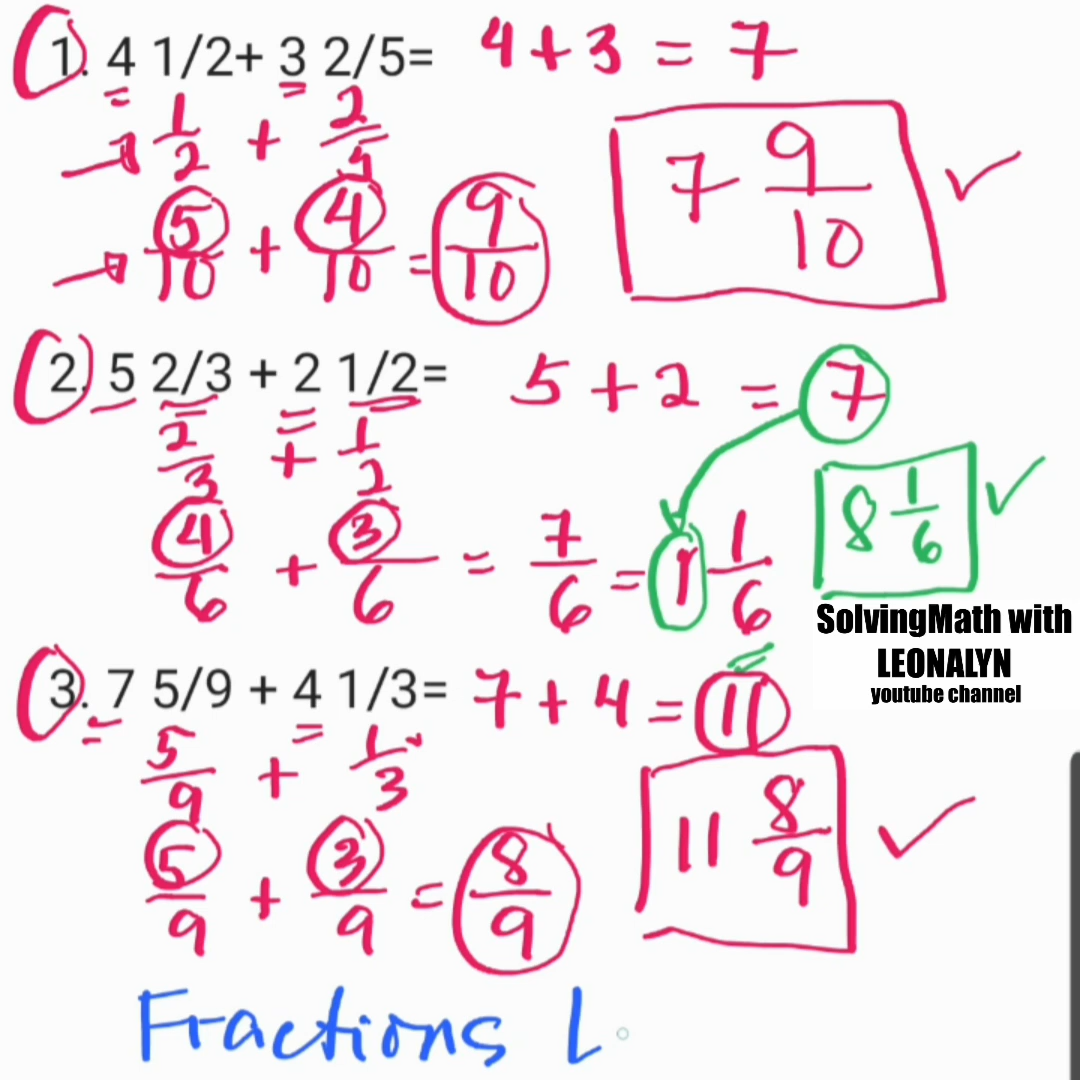 1. 4 1/2+ 3 2/5= 4 + 3 = 7
1/2 + 2/5
5/10 + 4/10 = 9/10
7 9/10
2. 5 2/3 + 2 1/2= 5 + 2 = 7
2/3 + 1/2
4/6 + 3/6 = 7/6 = 1 1/6
8 1/6
SolvingMath with
LEONALYN
youtube channel
3. 7 5/9 + 4 1/3= 7 + 4 = 11
5/9 + 1/3
5/9 + 3/9 = 8/9
11 8/9
Fractions L